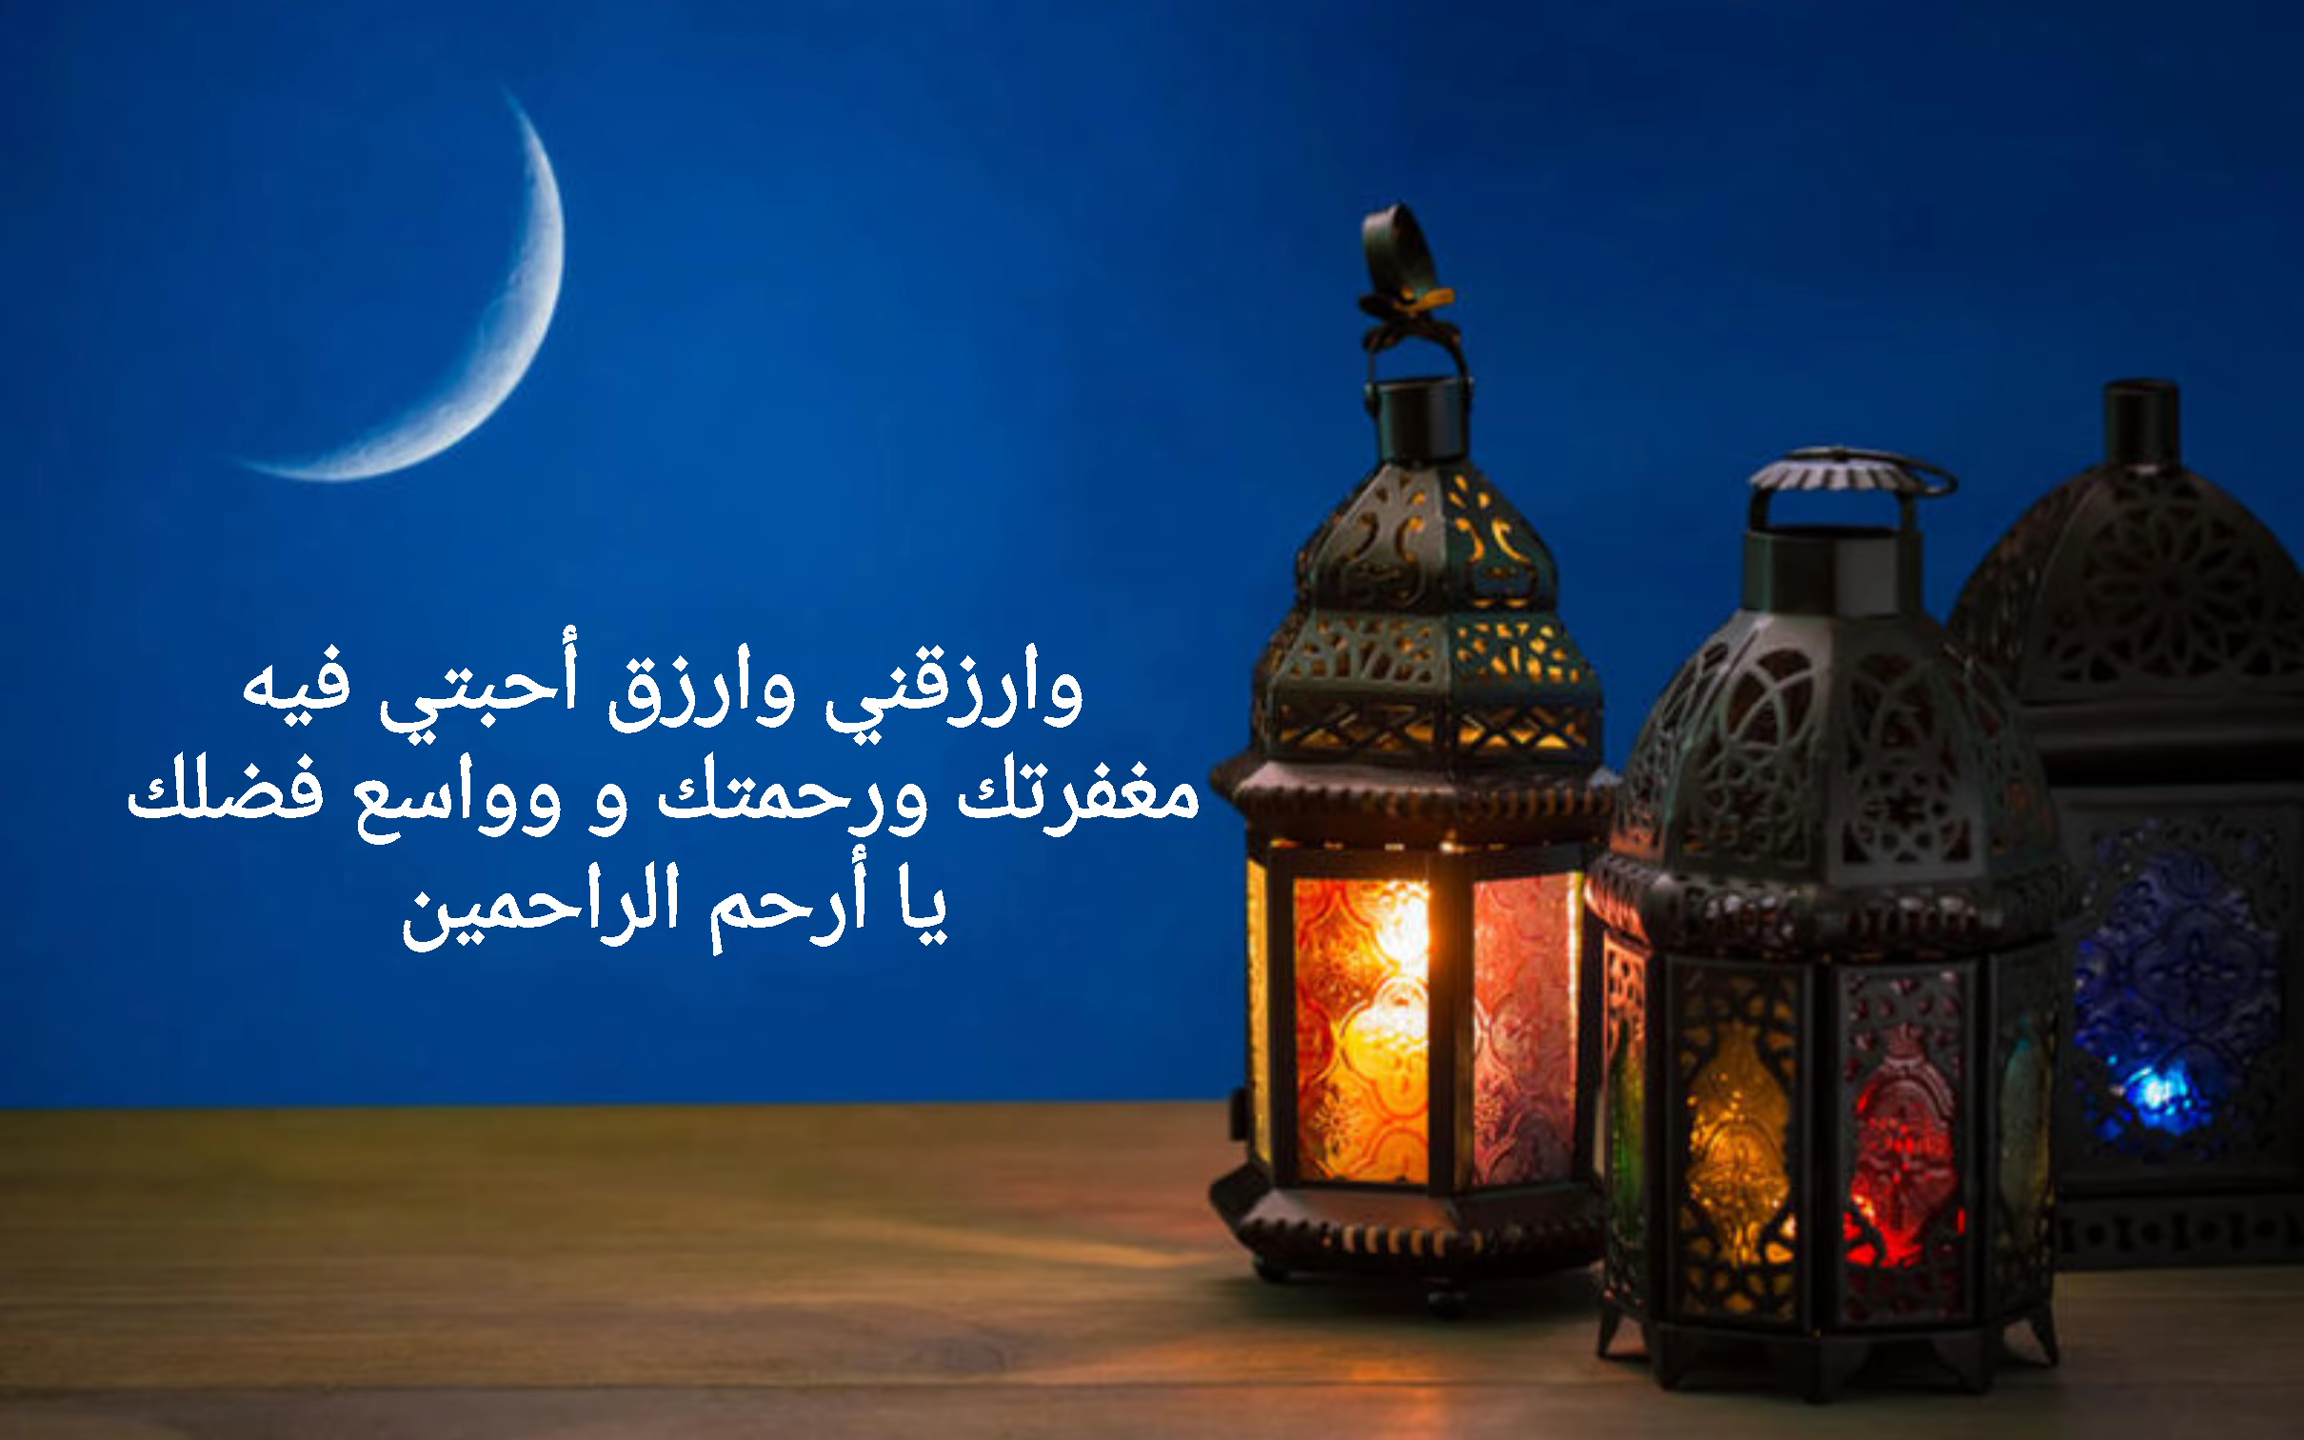 وارزقني وارزق أحبتي فيه
مغفرتك ورحمتك و وواسع فضلك
يا أرحم الراحمين